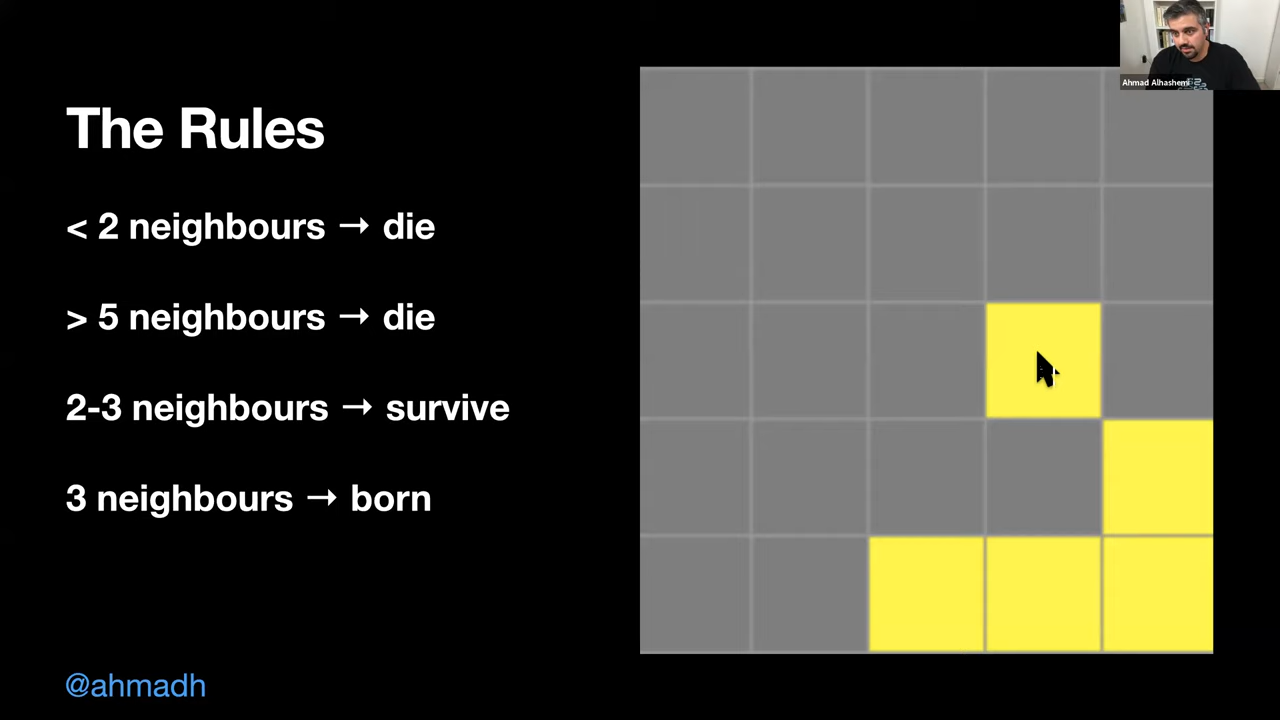 The Rules
< 2 neighbours → die
> 5 neighbours → die
2-3 neighbours → survive
3 neighbours → born
@ahmadh
Ahmad Alhashemi